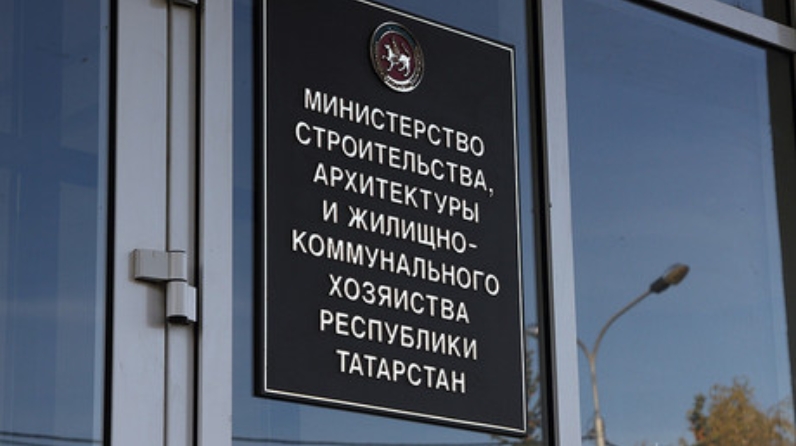 МИНИСТЕРСТВО
СТРОИТЕЛЬСТВА,
АРХИТЕКТУРЫ
И ЖИЛИЩНО-
КОММУНАЛЬНОГО
ХОЗЯЙСТВА
РЕСПУБЛИКИ
ТАТАРСТАН